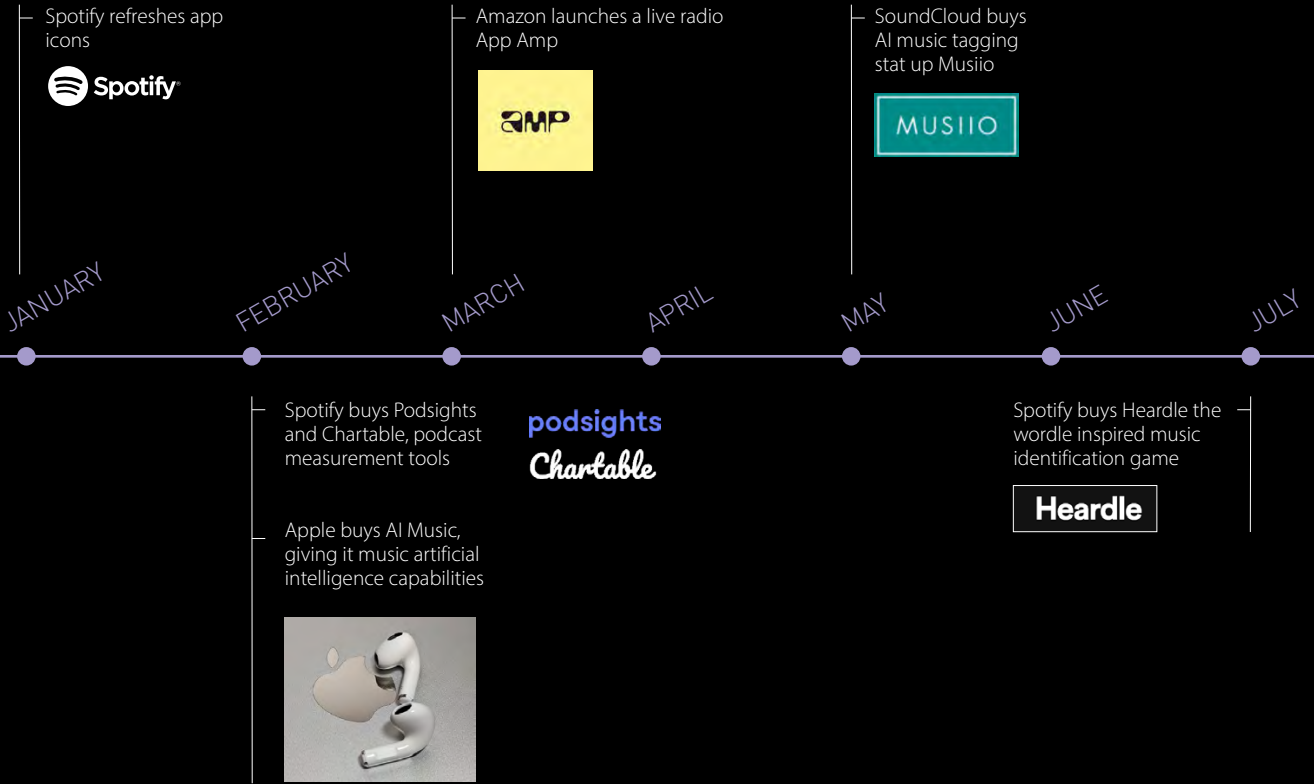 Spotify refreshes app
icons
Spotify
Amazon launches a live radio
App Amp
amp
SoundCloud buys
AI music tagging
stat up Musiio
MUSIIO
JANUARY
FEBRUARY
MARCH
APRIL
MAY
JUNE
JULY
Spotify buys Podsights
and Chartable, podcast
measurement tools
podsights
Chartable
Apple buys AI Music,
giving it music artificial
intelligence capabilities
Spotify buys Heardle the
wordle inspired music
identification game
Heardle